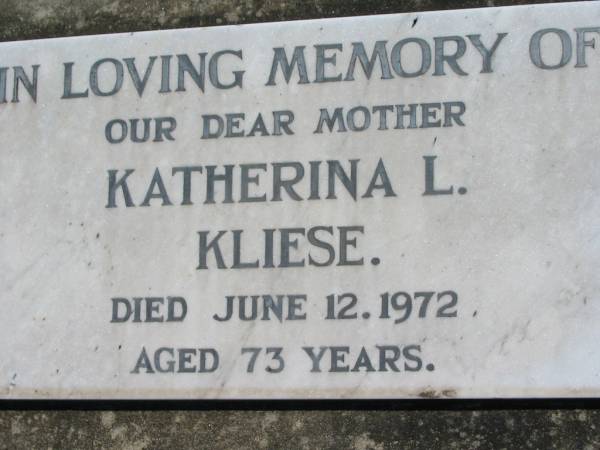 IN LOVING MEMORY OF
OUR DEAR MOTHER
KATHERINA L.
KLIESE.
DIED JUNE 12. 1972
AGED 73 YEARS.